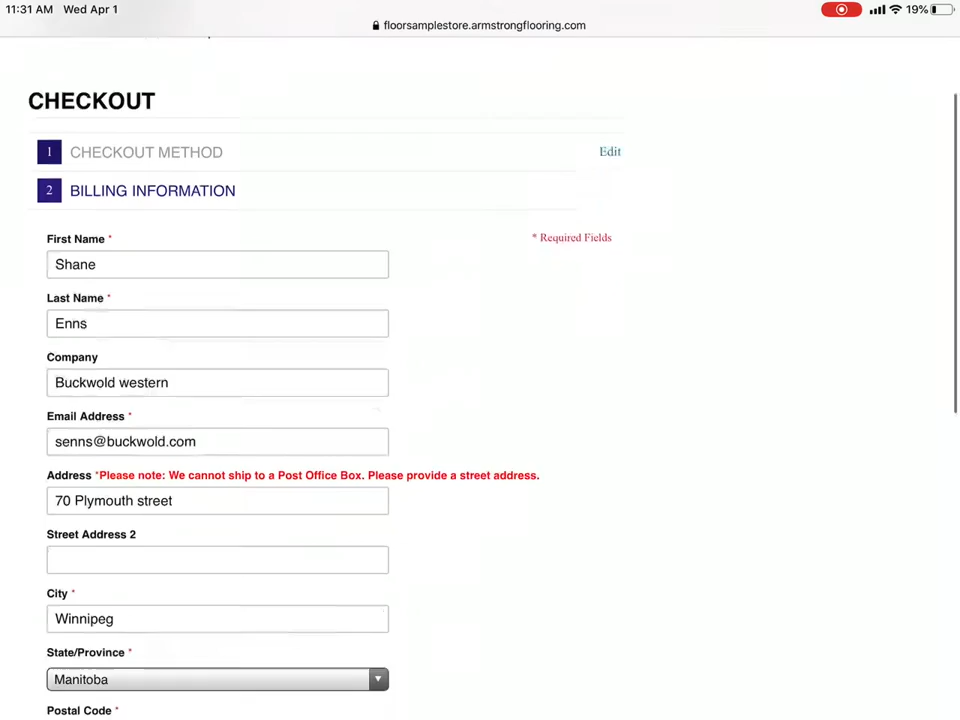 11:31 AM Wed Apr 1 19%
floorsamplestore.armstrongflooring.com
CHECKOUT
1 CHECKOUT METHOD Edit
2 BILLING INFORMATION
First Name * * Required Fields
Shane
Last Name *
Enns
Company
Buckwold western
Email Address *
senns@buckwold.com
Address *Please note: We cannot ship to a Post Office Box. Please provide a street address.
70 Plymouth street
Street Address 2
City *
Winnipeg
State/Province *
Manitoba
Postal Code *